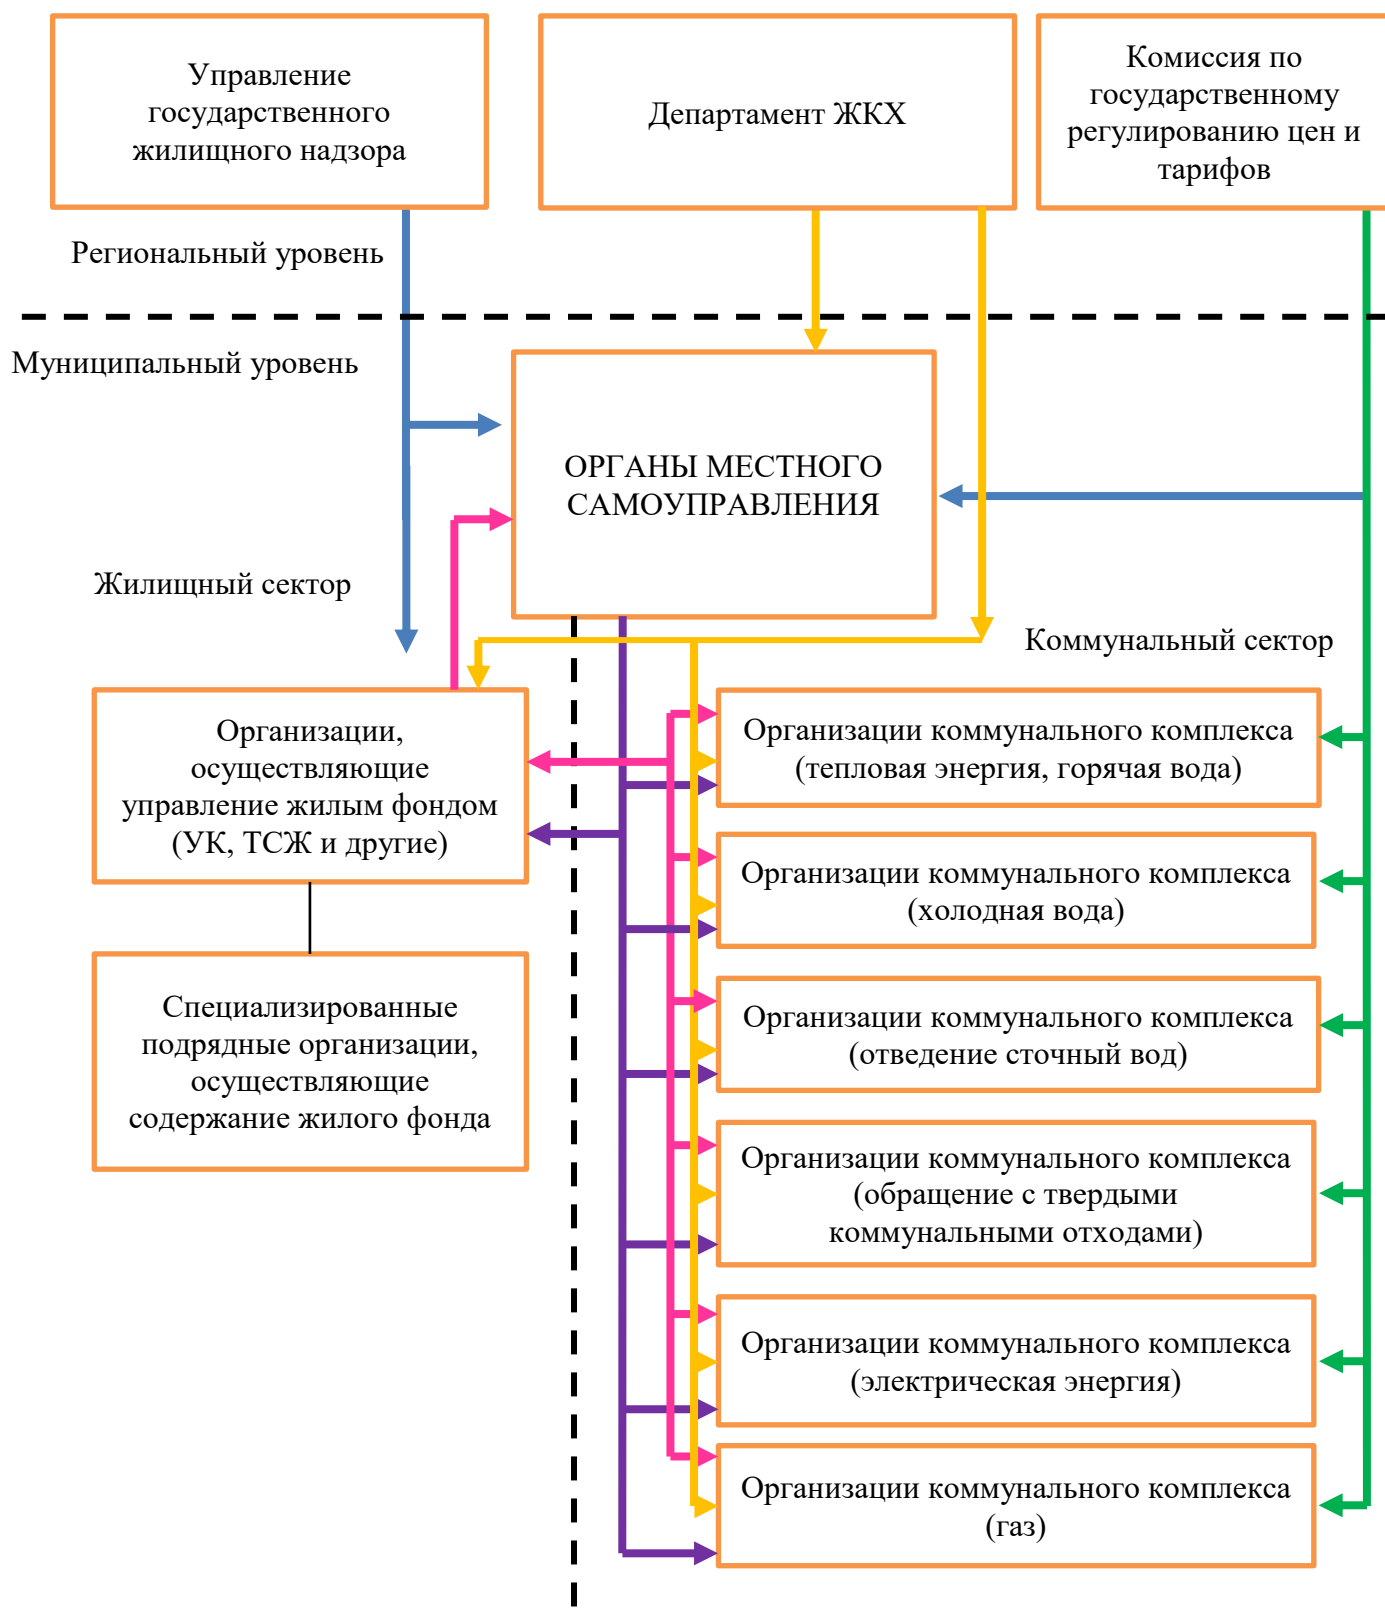 Управление
государственного
жилищного надзора
Департамент ЖКХ
Комиссия по
государственному
регулированию цен и
тарифов
Региональный уровень
Муниципальный уровень
ОРГАНЫ МЕСТНОГО
САМОУПРАВЛЕНИЯ
Жилищный сектор
Коммунальный сектор
Организации,
осуществляющие
управление жилым фондом
(УК, ТСЖ и другие)
Специализированные
подрядные организации,
осуществляющие
содержание жилого фонда
Организации коммунального комплекса
(тепловая энергия, горячая вода)
Организации коммунального комплекса
(холодная вода)
Организации коммунального комплекса
(отведение сточный вод)
Организации коммунального комплекса
(обращение с твердыми
коммунальными отходами)
Организации коммунального комплекса
(электрическая энергия)
Организации коммунального комплекса
(газ)